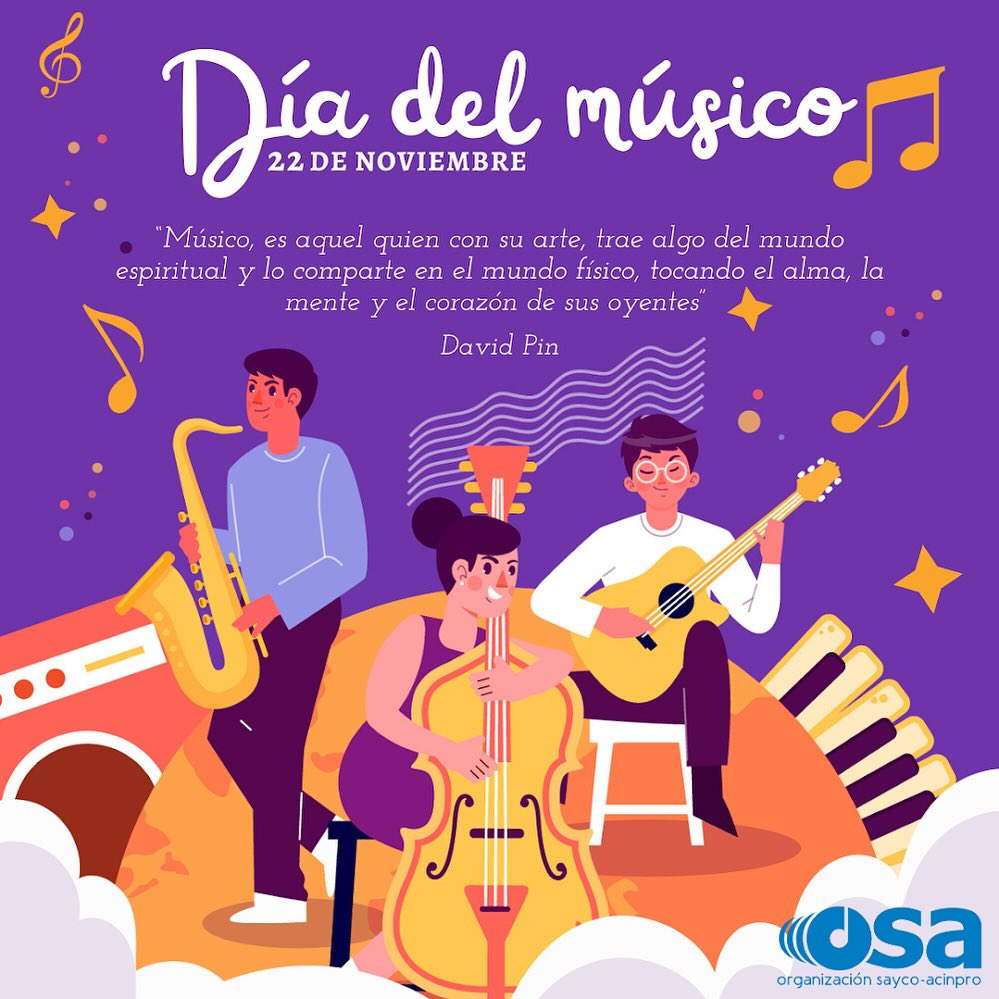 Día del músico
22 DE NOVIEMBRE
“Músico, es aquel quien con su arte, trae algo del mundo
espiritual y lo comparte en el mundo físico, tocando el alma, la
mente y el corazón de sus oyentes”
David Pin
osa
organización sayco-acinpro